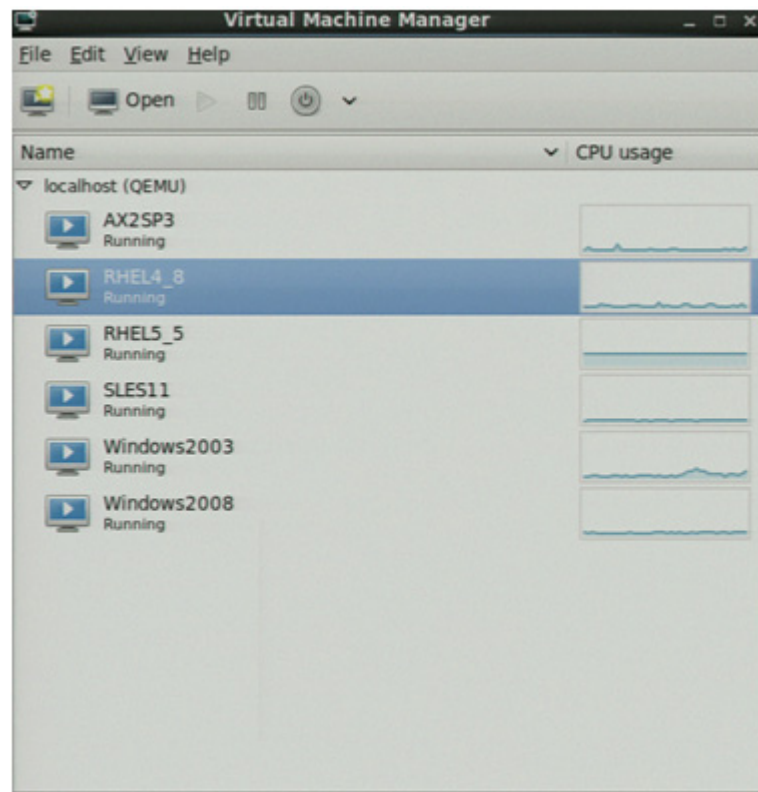 Virtual Machine Manager
File Edit View Help
Open
Name CPU usage
localhost (QEMU)
AX2SP3
Running
RHEL4_8
Running
RHEL5_5
Running
SLES11
Running
Windows2003
Running
Windows2008
Running